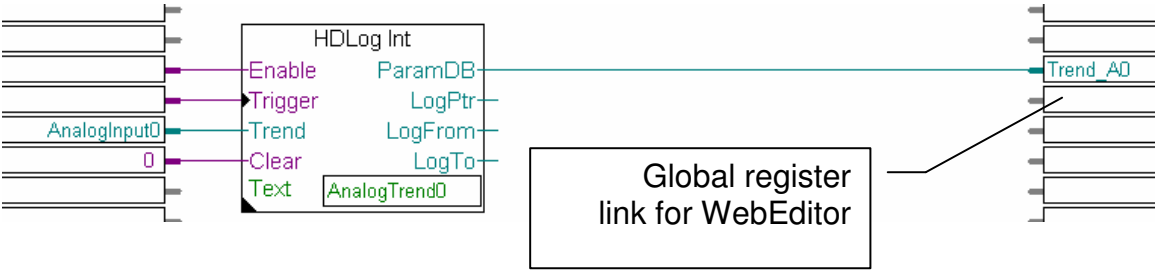 HDLog Int
Enable ParamDB Trend_A0
Trigger LogPtr
AnalogInput0 Trend LogFrom
0 Clear LogTo
Text AnalogTrend0
Global register
link for WebEditor